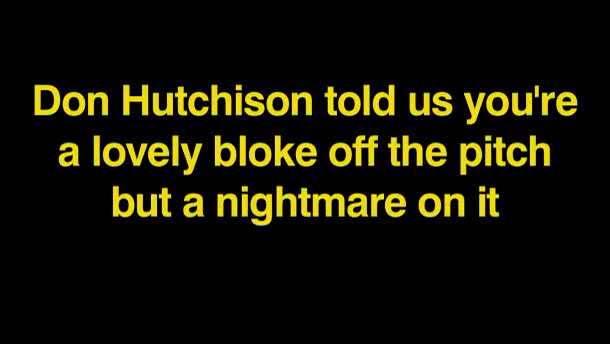 Don Hutchison told us you're
a lovely bloke off the pitch
but a nightmare on it